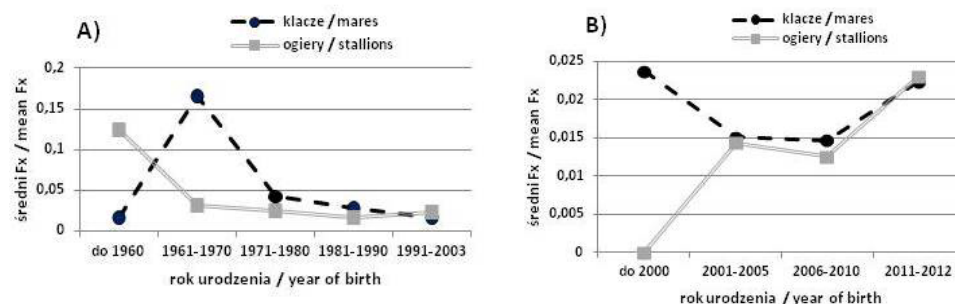 A)
klacze / mares
ogiery / stallions
0,2
0,15
0,1
0,05
0
średni Fx / mean Fx
do 1960 1961-1970 1971-1980 1981-1990 1991-2003
rok urodzenia / year of birth
B)
klacze / mares
ogiery / stallions
0,025
0,02
0,015
0,01
0,005
0
średni Fx / mean Fx
do 2000 2001-2005 2006-2010 2011-2012
rok urodzenia / year of birth